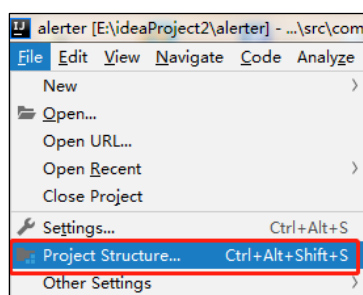 alerter [E:\ideaProject2\alerter] - ...\src\com
File Edit View Navigate Code Analyze
New
Open...
Open URL...
Open Recent
Close Project
Settings... Ctrl+Alt+S
Project Structure... Ctrl+Alt+Shift+S
Other Settings